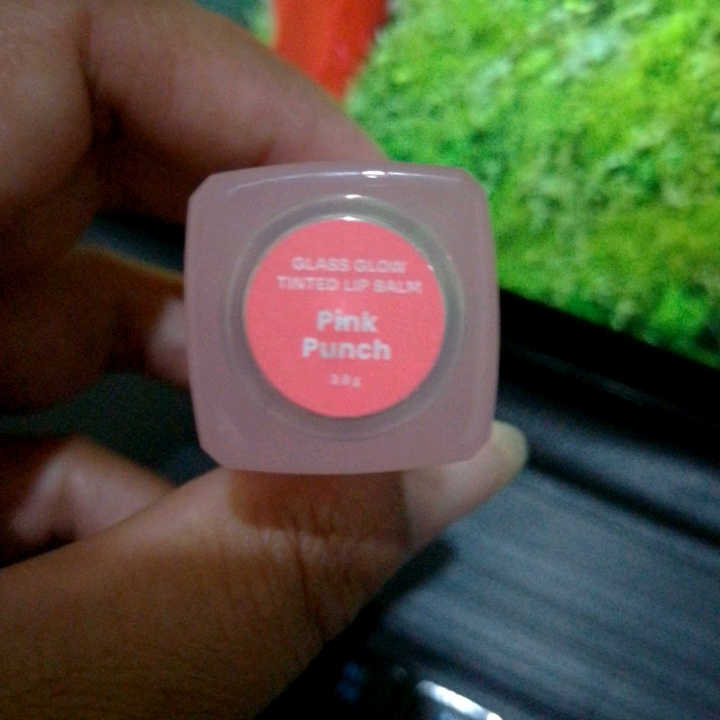 GLASS GLOW
TINTED LIP BALM
Pink
Punch